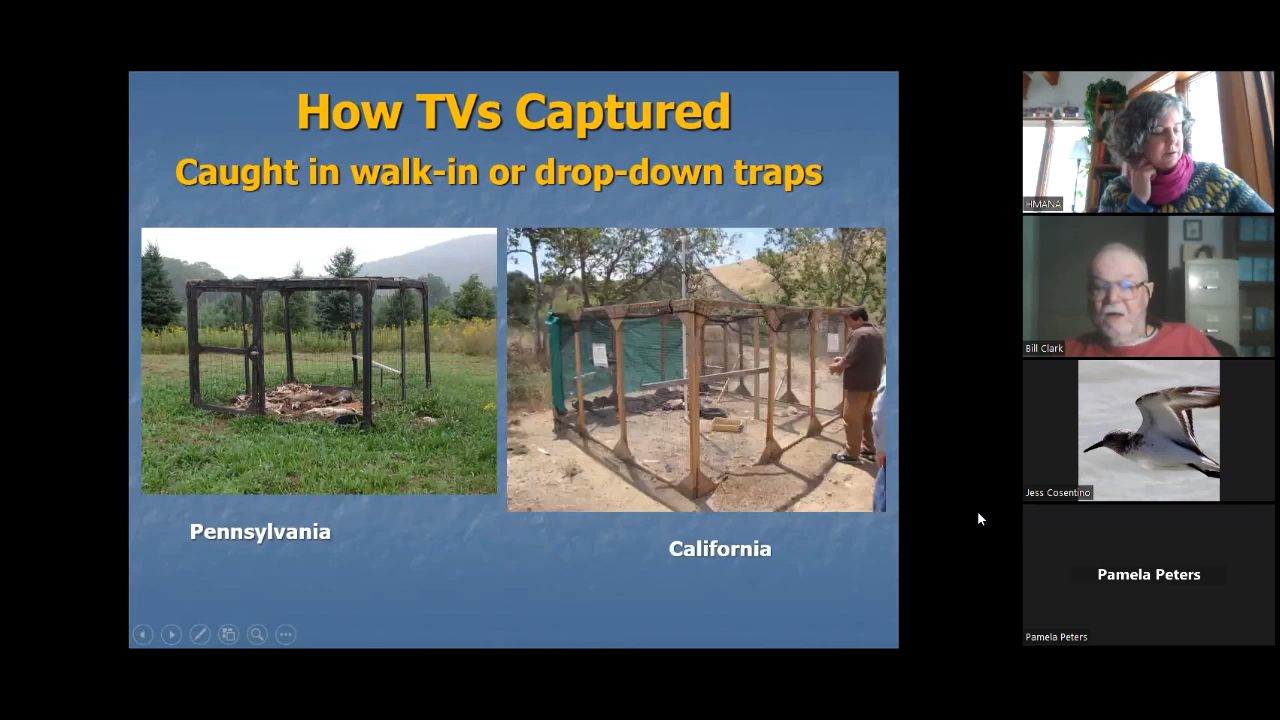 How TVs Captured
Caught in walk-in or drop-down traps
Pennsylvania
California
HMANA
Bill Clark
Jess Cosentino
Pamela Peters
Pamela Peters